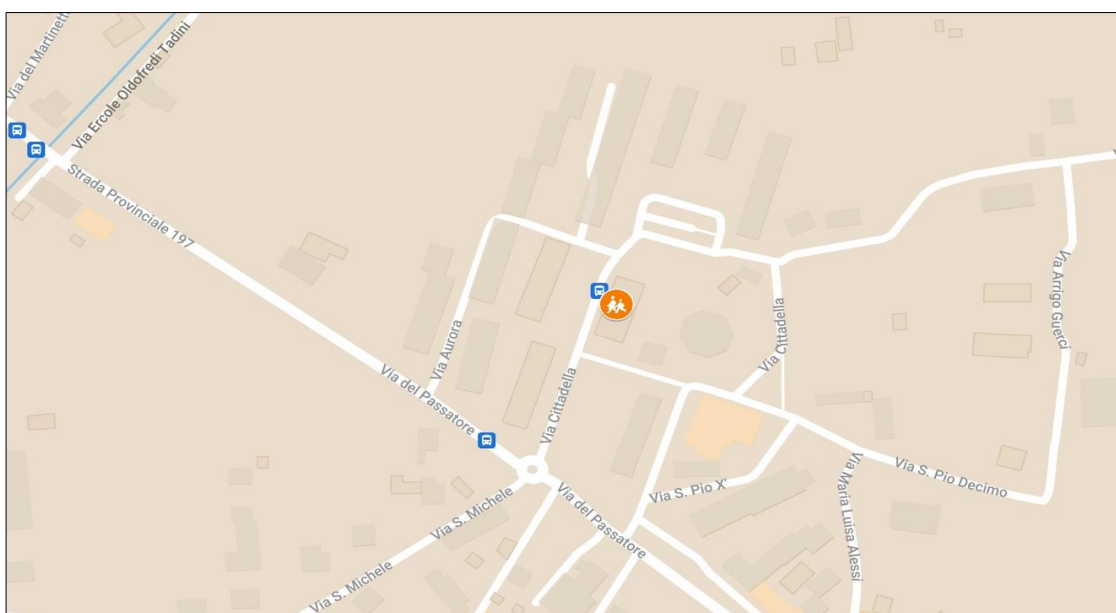 Via del Martinetto
Via Ercole Oldofredi Tadini
Strada Provinciale 197
Via Aurora
Via del Passatore
Via Cittadella
Via Cittadella
Via Arrigo Guerci
Via S. Pio Decimo
Via S. Pio X'
Via Maria Luisa Alessi
Via del Passatore
Via S. Michele
Via S. Michele